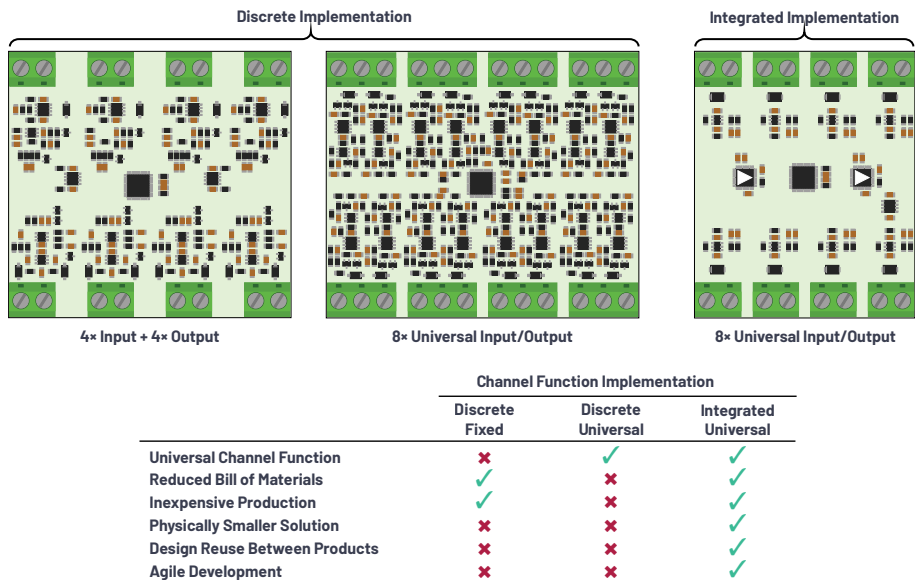 Discrete Implementation
Integrated Implementation
4× Input + 4× Output
8× Universal Input/Output
8× Universal Input/Output
Channel Function Implementation
Discrete Fixed
Discrete Universal
Integrated Universal
Universal Channel Function ✖ ✓ ✓
Reduced Bill of Materials ✓ ✖ ✓
Inexpensive Production ✓ ✖ ✓
Physically Smaller Solution ✖ ✖ ✓
Design Reuse Between Products ✖ ✖ ✓
Agile Development ✖ ✖ ✓